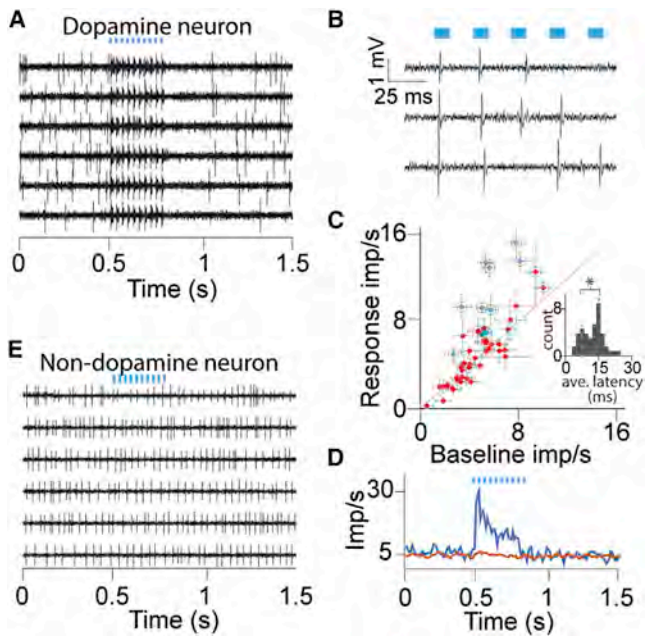 A
Dopamine neuron
0
0.5
1
1.5
Time (s)
B
1 mV
25 ms
C
16
8
0
Response imp/s
0
8
16
Baseline imp/s
*
8
0
count
0
15
30
ave. latency
(ms)
E
Non-dopamine neuron
0
0.5
1
1.5
Time (s)
D
30
5
Imp/s
0
0.5
1
1.5
Time (s)